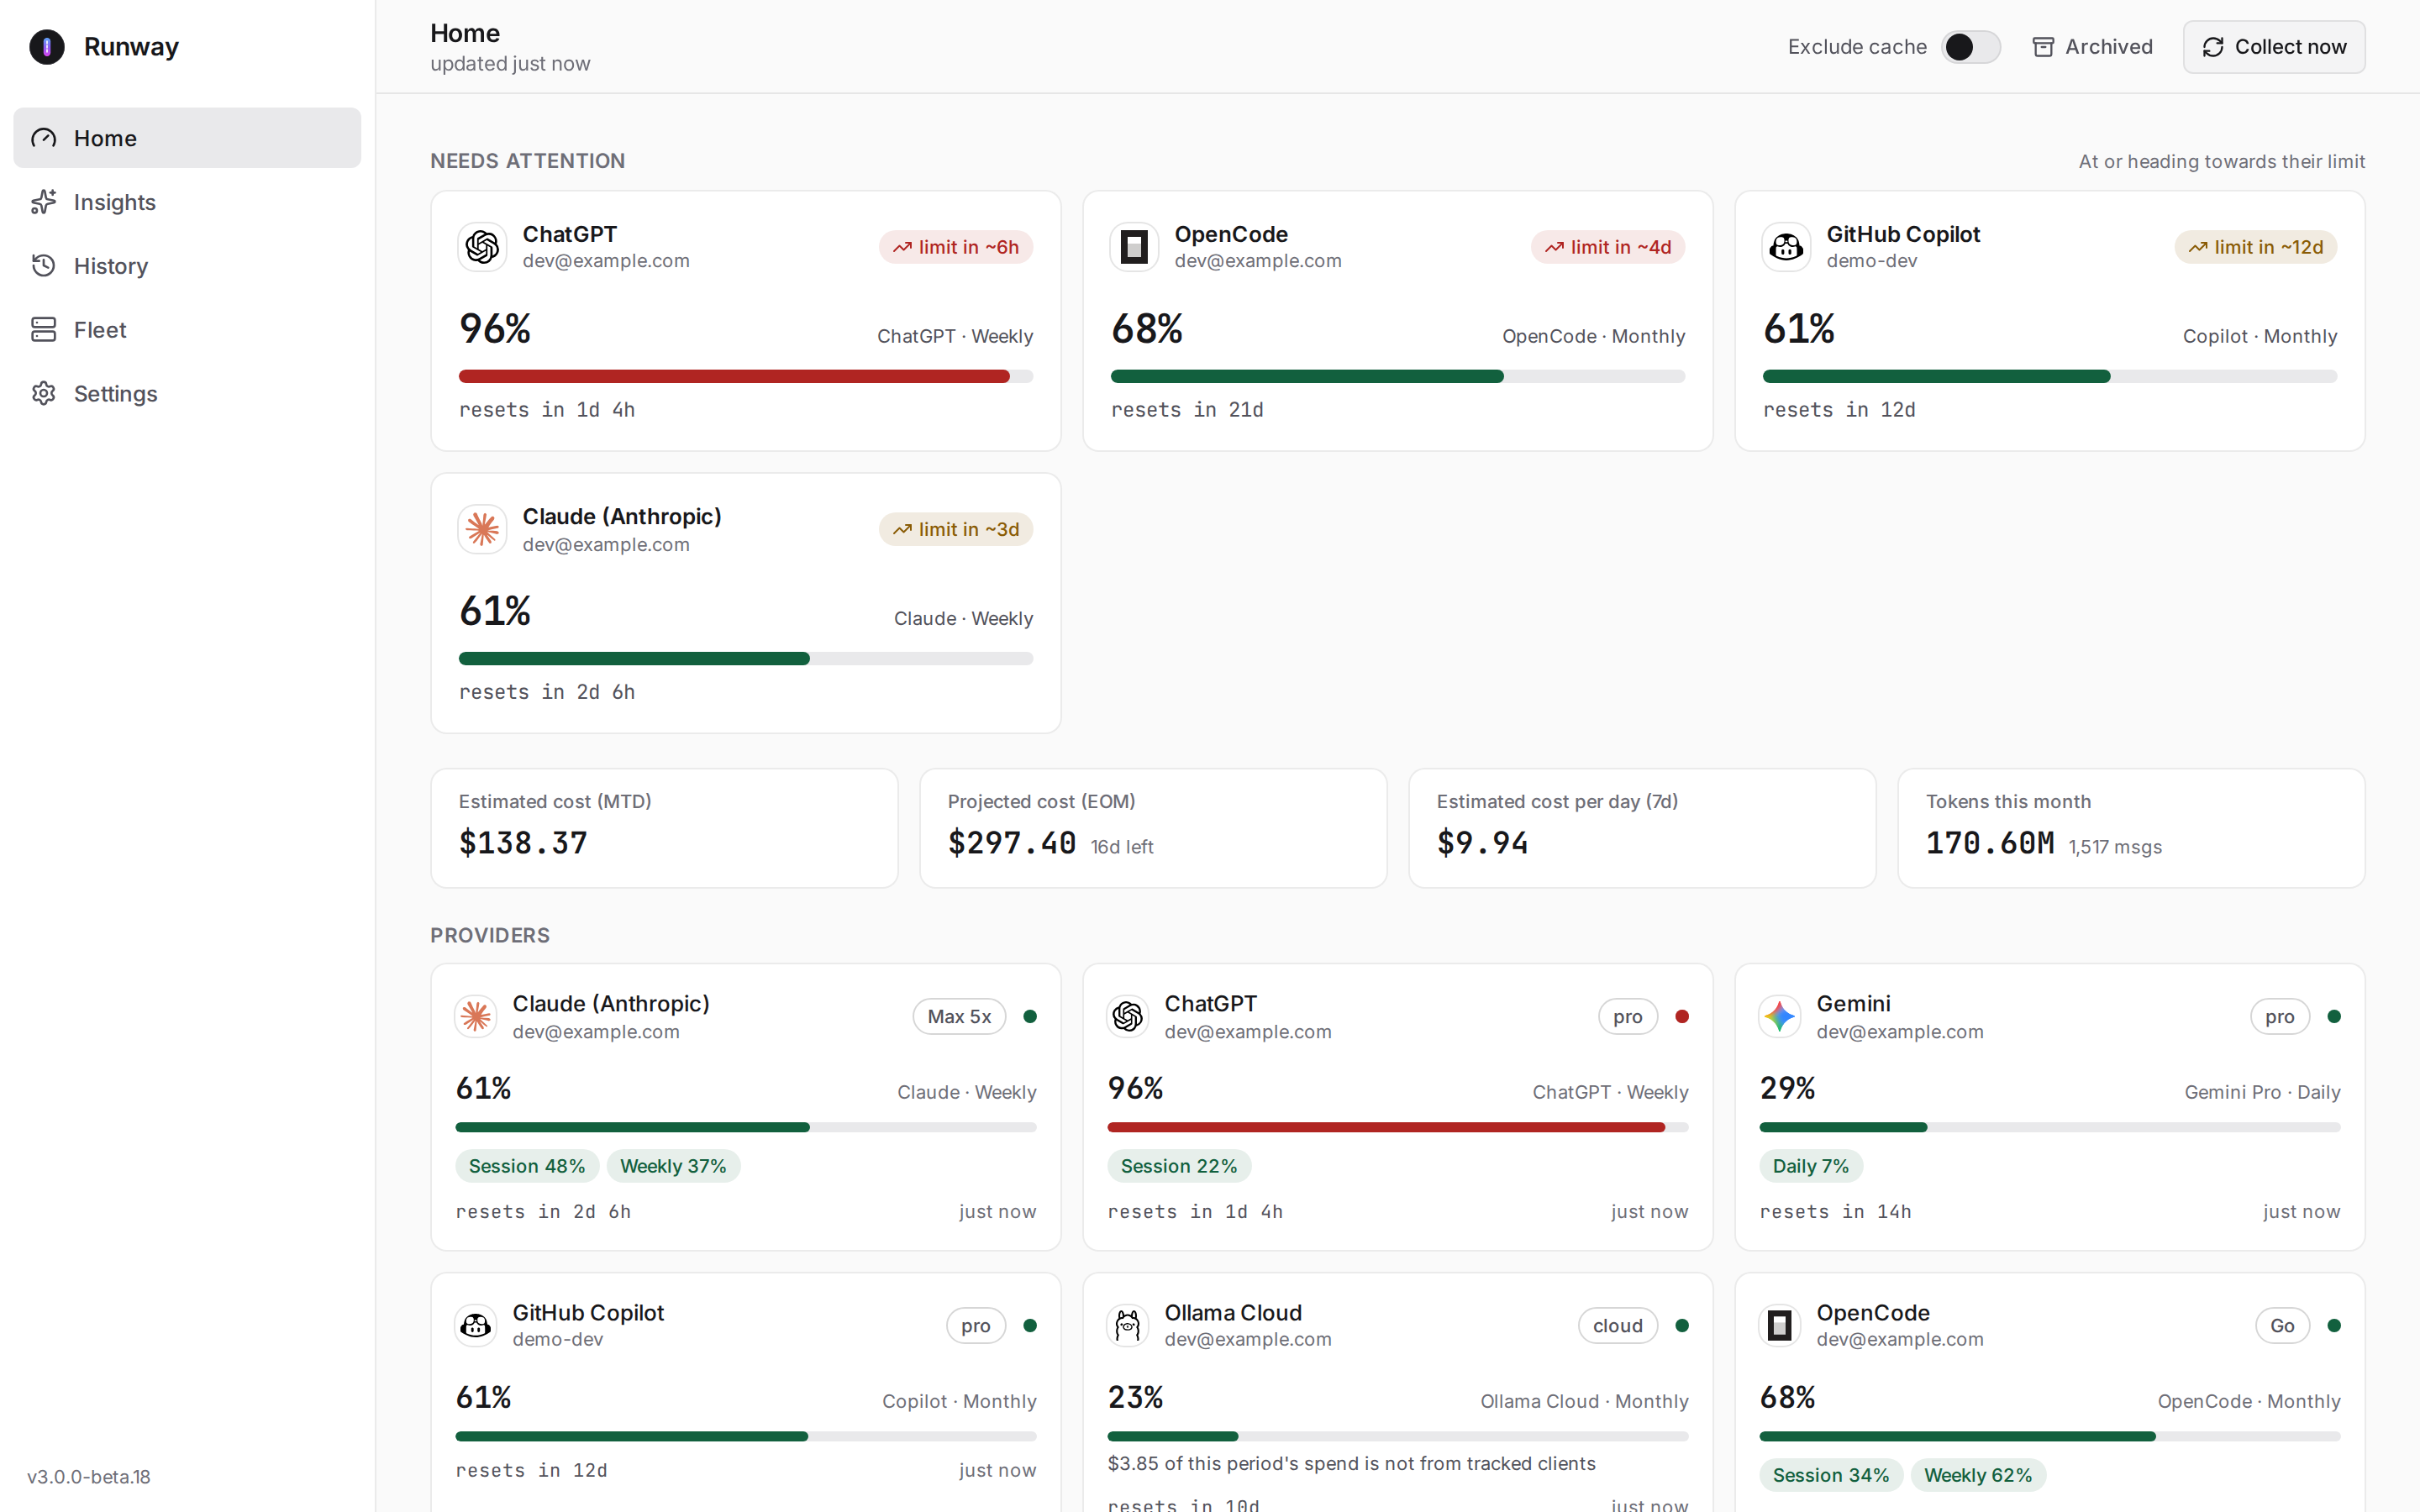 Runway
Home
Insights
History
Fleet
Settings
v3.0.0-beta.18
Home
updated just now
Exclude cache
Archived
Collect now
NEEDS ATTENTION
At or heading towards their limit
ChatGPT
dev@example.com
limit in ~6h
96%
ChatGPT · Weekly
resets in 1d 4h
OpenCode
dev@example.com
limit in ~4d
68%
OpenCode · Monthly
resets in 21d
GitHub Copilot
demo-dev
limit in ~12d
61%
Copilot · Monthly
resets in 12d
Claude (Anthropic)
dev@example.com
limit in ~3d
61%
Claude · Weekly
resets in 2d 6h
Estimated cost (MTD)
$138.37
Projected cost (EOM)
$297.40 16d left
Estimated cost per day (7d)
$9.94
Tokens this month
170.60M 1,517 msgs
PROVIDERS
Claude (Anthropic)
dev@example.com
Max 5x
61%
Claude · Weekly
Session 48% Weekly 37%
resets in 2d 6h
just now
ChatGPT
dev@example.com
pro
96%
ChatGPT · Weekly
Session 22%
resets in 1d 4h
just now
Gemini
dev@example.com
pro
29%
Gemini Pro · Daily
Daily 7%
resets in 14h
just now
GitHub Copilot
demo-dev
pro
61%
Copilot · Monthly
resets in 12d
just now
Ollama Cloud
dev@example.com
cloud
23%
Ollama Cloud · Monthly
$3.85 of this period's spend is not from tracked clients
resets in 10d
just now
OpenCode
dev@example.com
Go
68%
OpenCode · Monthly
Session 34% Weekly 62%